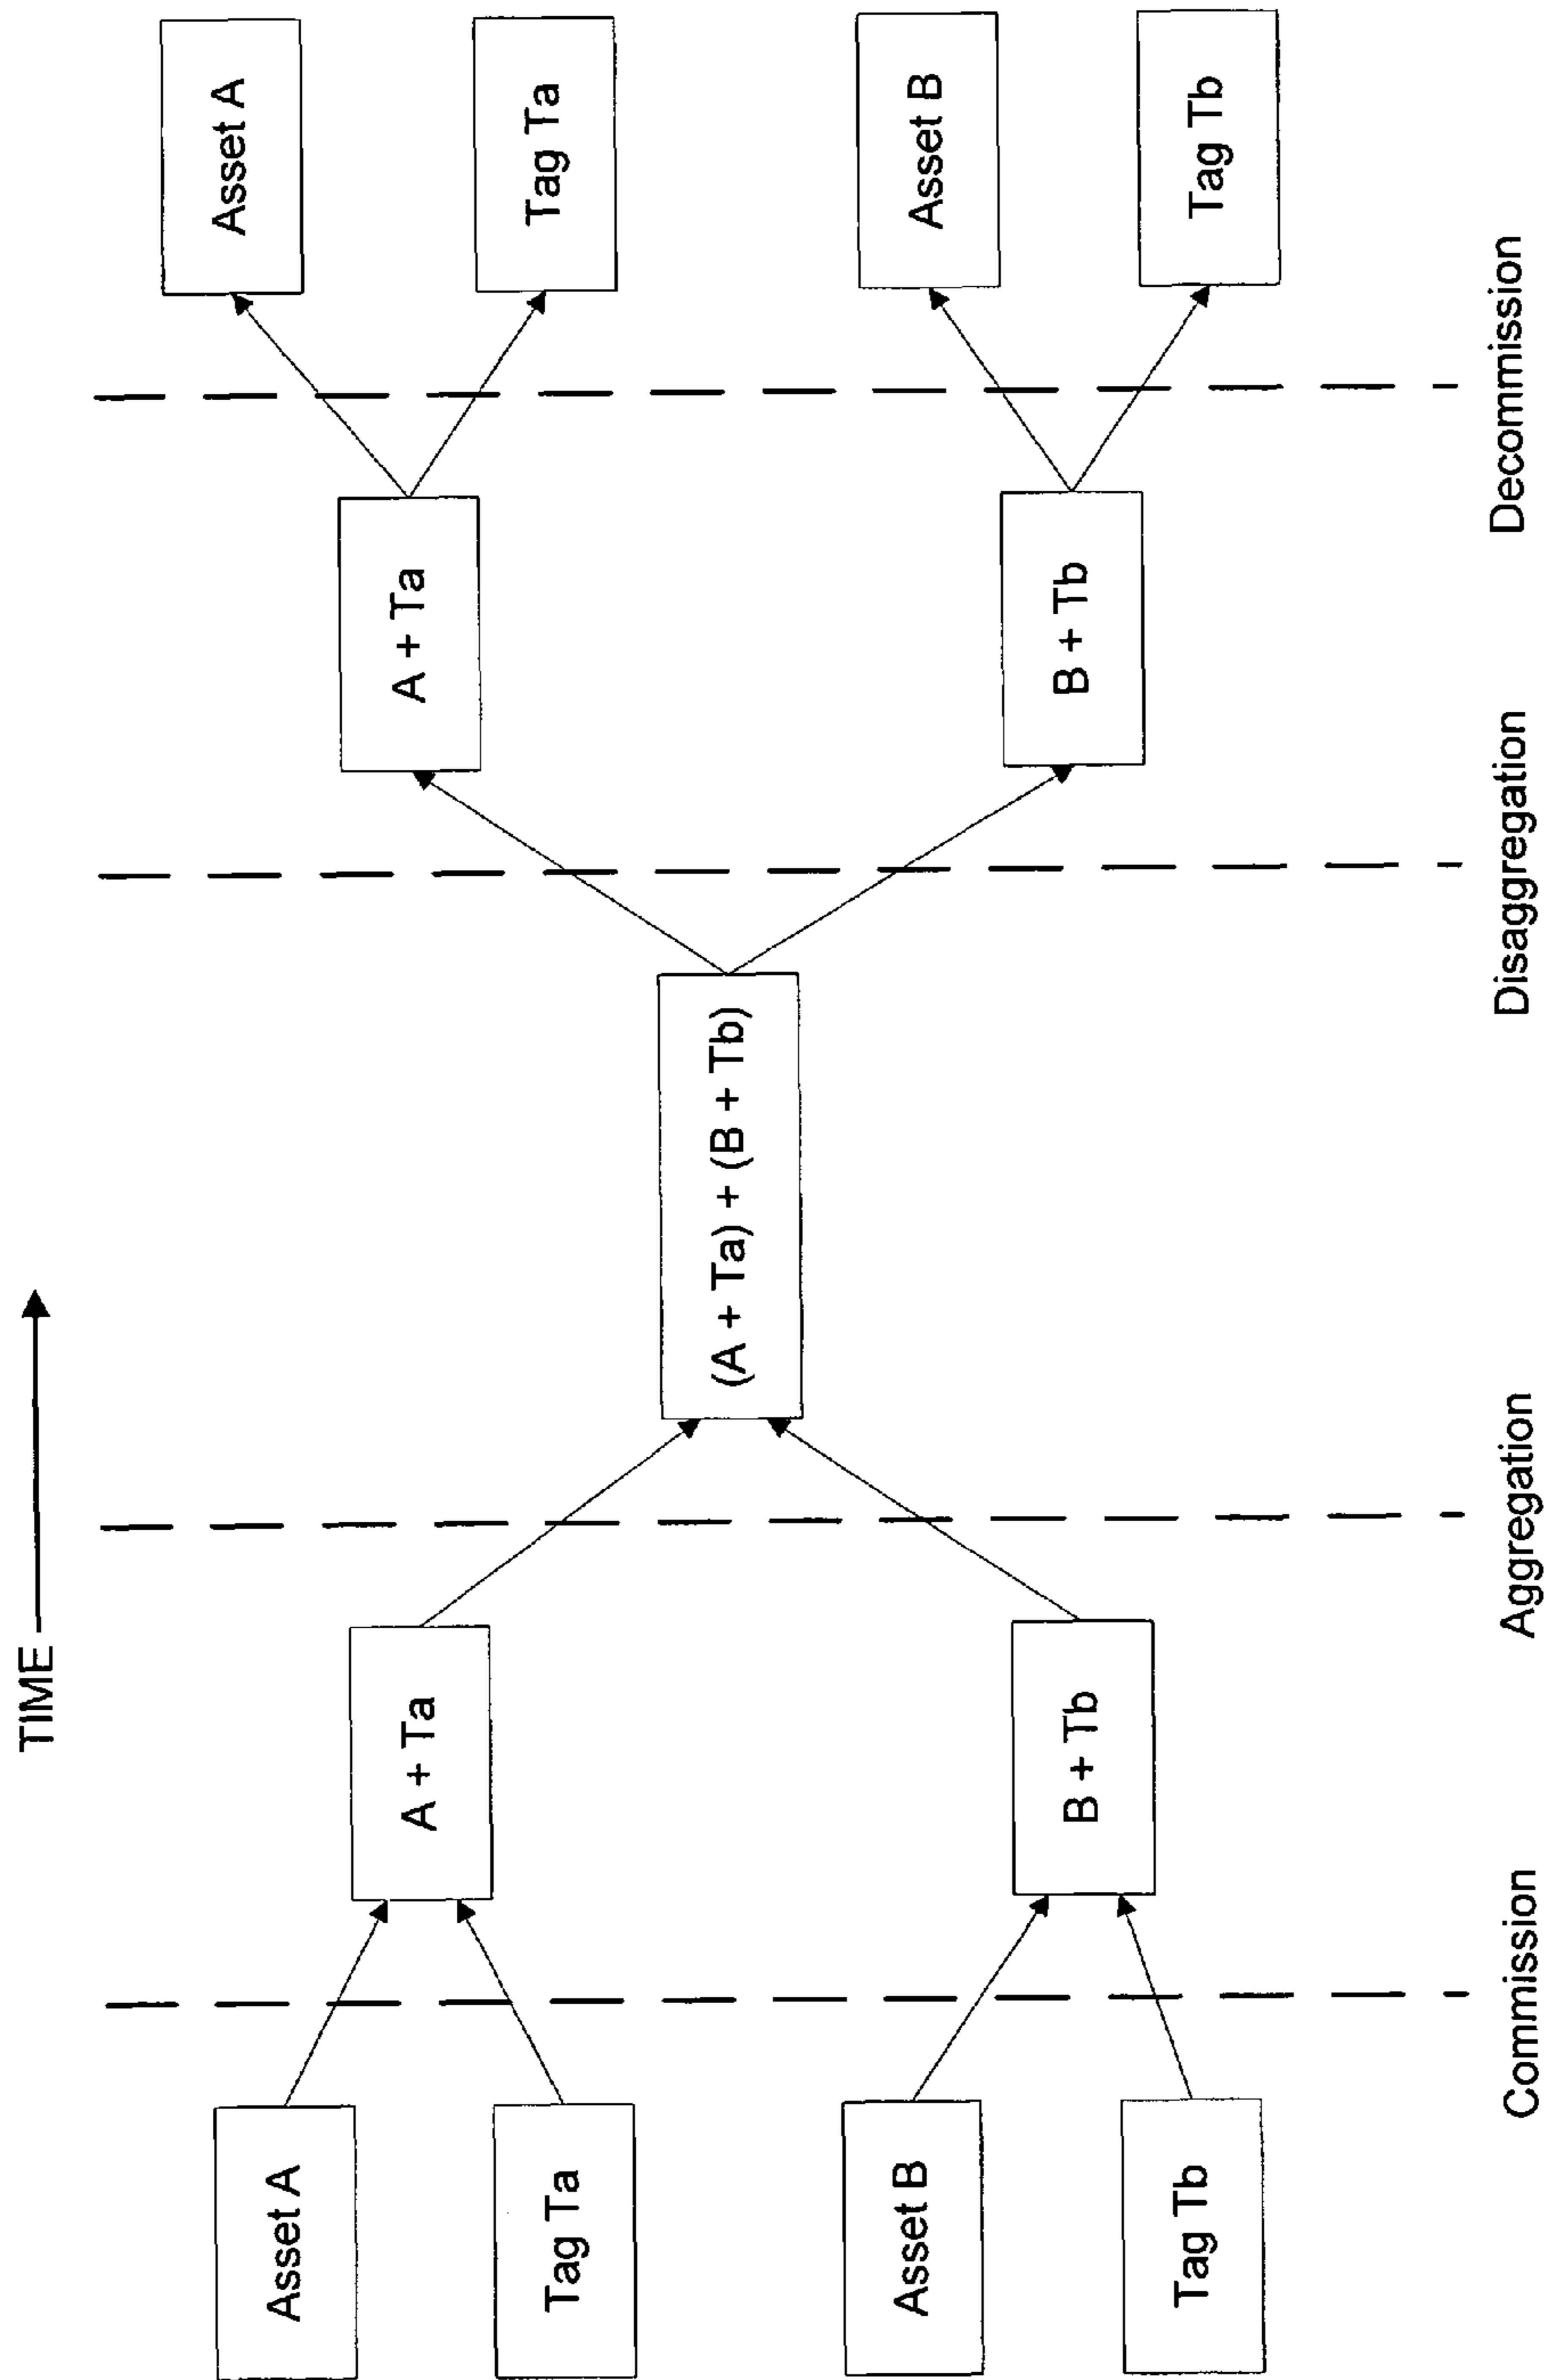 TIME
Asset A
Tag Ta
Asset B
Tag Tb
A + Ta
B + Tb
(A + Ta) + (B + Tb)
A + Ta
B + Tb
Asset A
Tag Ta
Asset B
Tag Tb
Commission
Aggregation
Disaggregation
Decommission